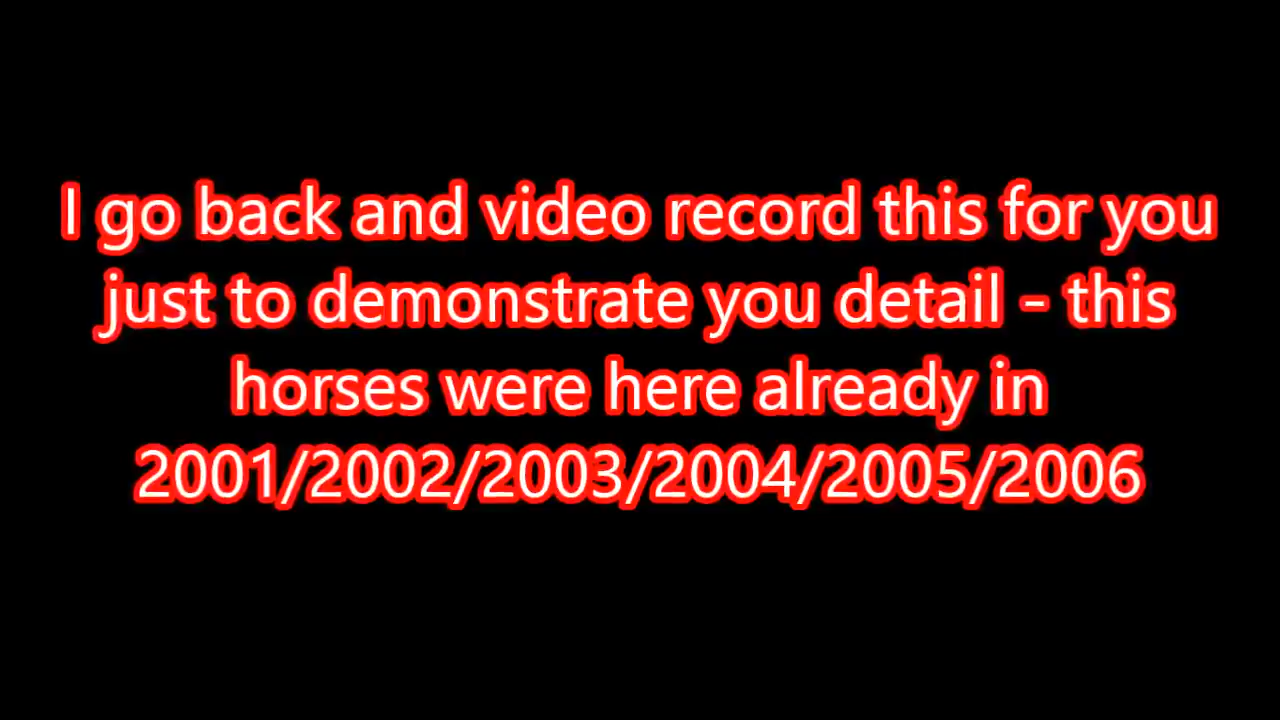 I go back and video record this for you
just to demonstrate you detail - this
horses were here already in
2001/2002/2003/2004/2005/2006